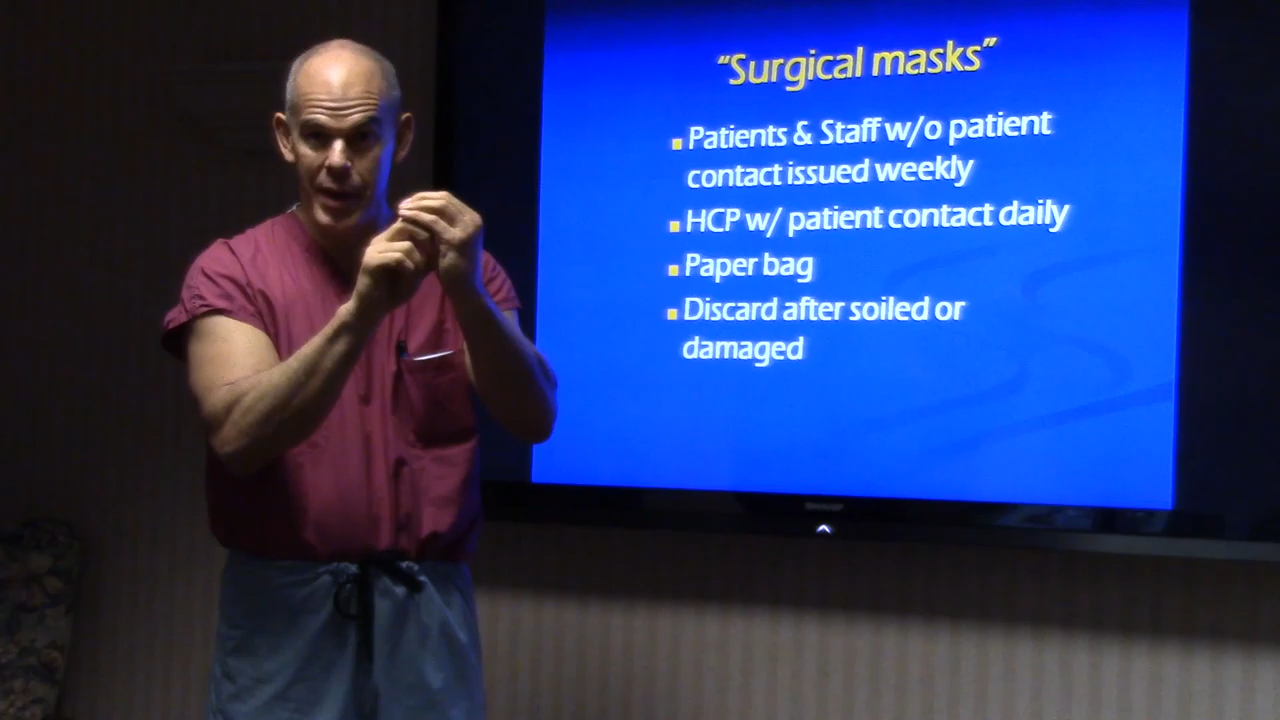 “Surgical masks”
▪ Patients & Staff w/o patient
contact issued weekly
▪ HCP w/ patient contact daily
▪ Paper bag
▪ Discard after soiled or
damaged